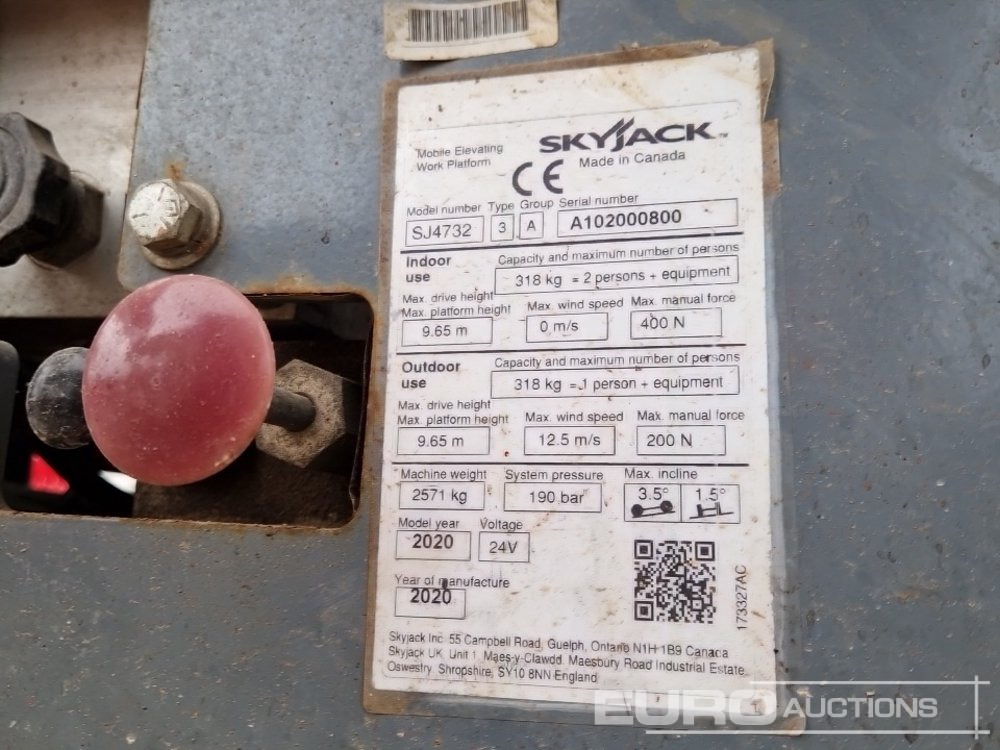 SKYJACK™
Mobile Elevating
Work Platform
Made in Canada
CE
Model number Type Group Serial number
SJ4732 3 A A102000800
Indoor use
Capacity and maximum number of persons
318 kg = 2 persons + equipment
Max. drive height
Max. platform height Max. wind speed Max. manual force
9.65 m 0 m/s 400 N
Outdoor use
Capacity and maximum number of persons
318 kg = 1 person + equipment
Max. drive height
Max. platform height Max. wind speed Max. manual force
9.65 m 12.5 m/s 200 N
Machine weight System pressure Max. incline
2571 kg 190 bar 3.5° 1.5°
Model year Voltage
2020 24V
Year of manufacture
2020
173327AC
Skyjack Inc. 55 Campbell Road, Guelph, Ontario N1H 1B9 Canada
Skyjack UK, Unit 1, Maes-y-Clawdd, Maesbury Road Industrial Estate,
Oswestry, Shropshire, SY10 8NN England
EURO AUCTIONS